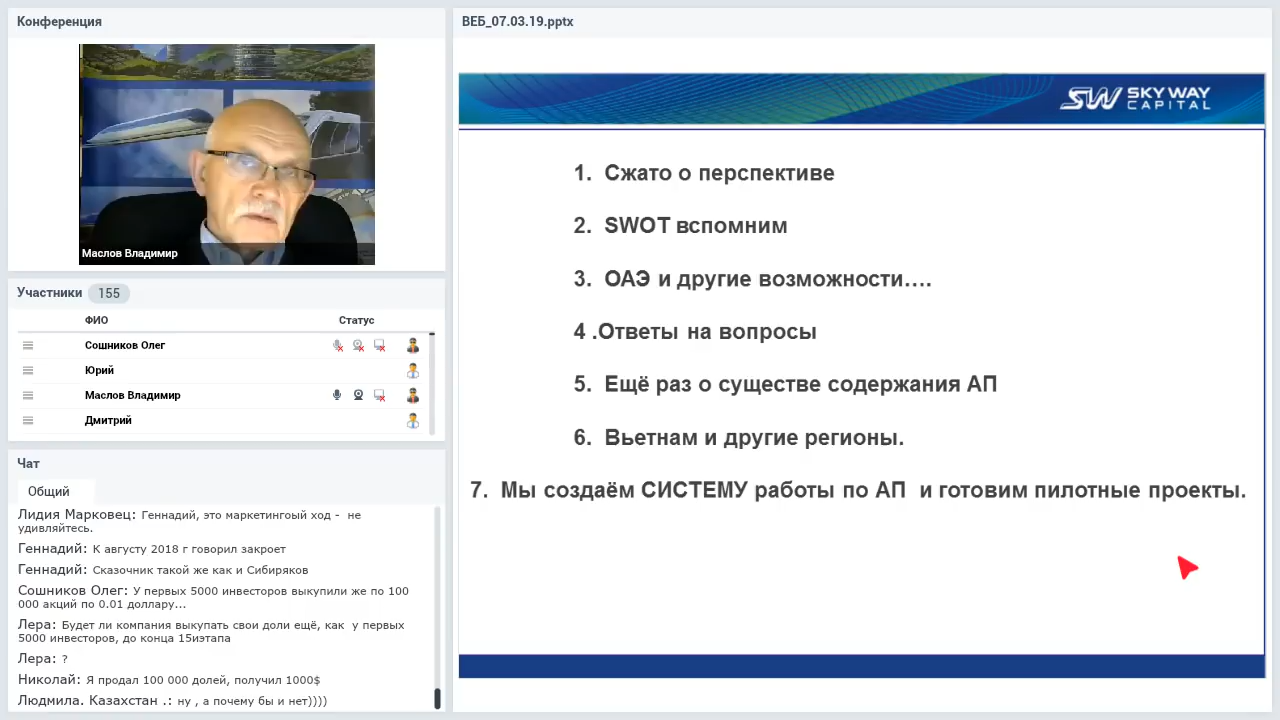 Конференция
Маслов Владимир
Участники 155
ФИО Статус
Сошников Олег
Юрий
Маслов Владимир
Дмитрий
Чат
Общий
Лидия Марковец: Геннадий, это маркетингоый ход - не
удивляйтесь.
Геннадий: К августу 2018 г говорил закроет
Геннадий: Сказочник такой же как и Сибиряков
Сошников Олег: У первых 5000 инвесторов выкупили же по 100
000 акций по 0.01 доллару...
Лера: Будет ли компания выкупать свои доли ещё, как у первых
5000 инвесторов, до конца 15иэтапа
Лера: ?
Николай: Я продал 100 000 долей, получил 1000$
Людмила. Казахстан .: ну , а почему бы и нет))))
ВЕБ_07.03.19.pptx
SW SKY WAY
CAPITAL
1. Сжато о перспективе
2. SWOT вспомним
3. ОАЭ и другие возможности....
4 .Ответы на вопросы
5. Ещё раз о существе содержания АП
6. Вьетнам и другие регионы.
7. Мы создаём СИСТЕМУ работы по АП и готовим пилотные проекты.